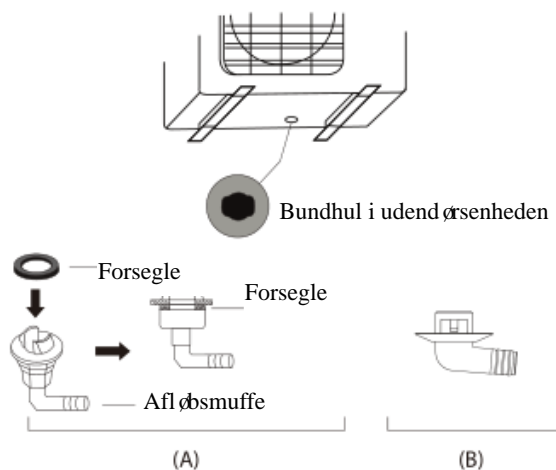 Bundhul i udendørsenheden
Forsegle
Forsegle
Afløbsmuffe
(A)
(B)